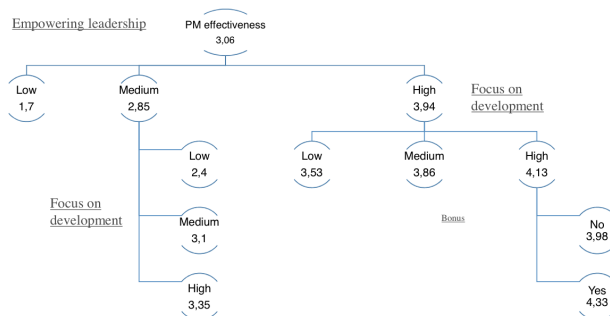 Empowering leadership
PM effectiveness
3,06
Low
1,7
Medium
2,85
High
3,94
Focus on
development
Low
2,4
Medium
3,1
High
3,35
Focus on
development
Low
3,53
Medium
3,86
High
4,13
Bonus
No
3,98
Yes
4,33